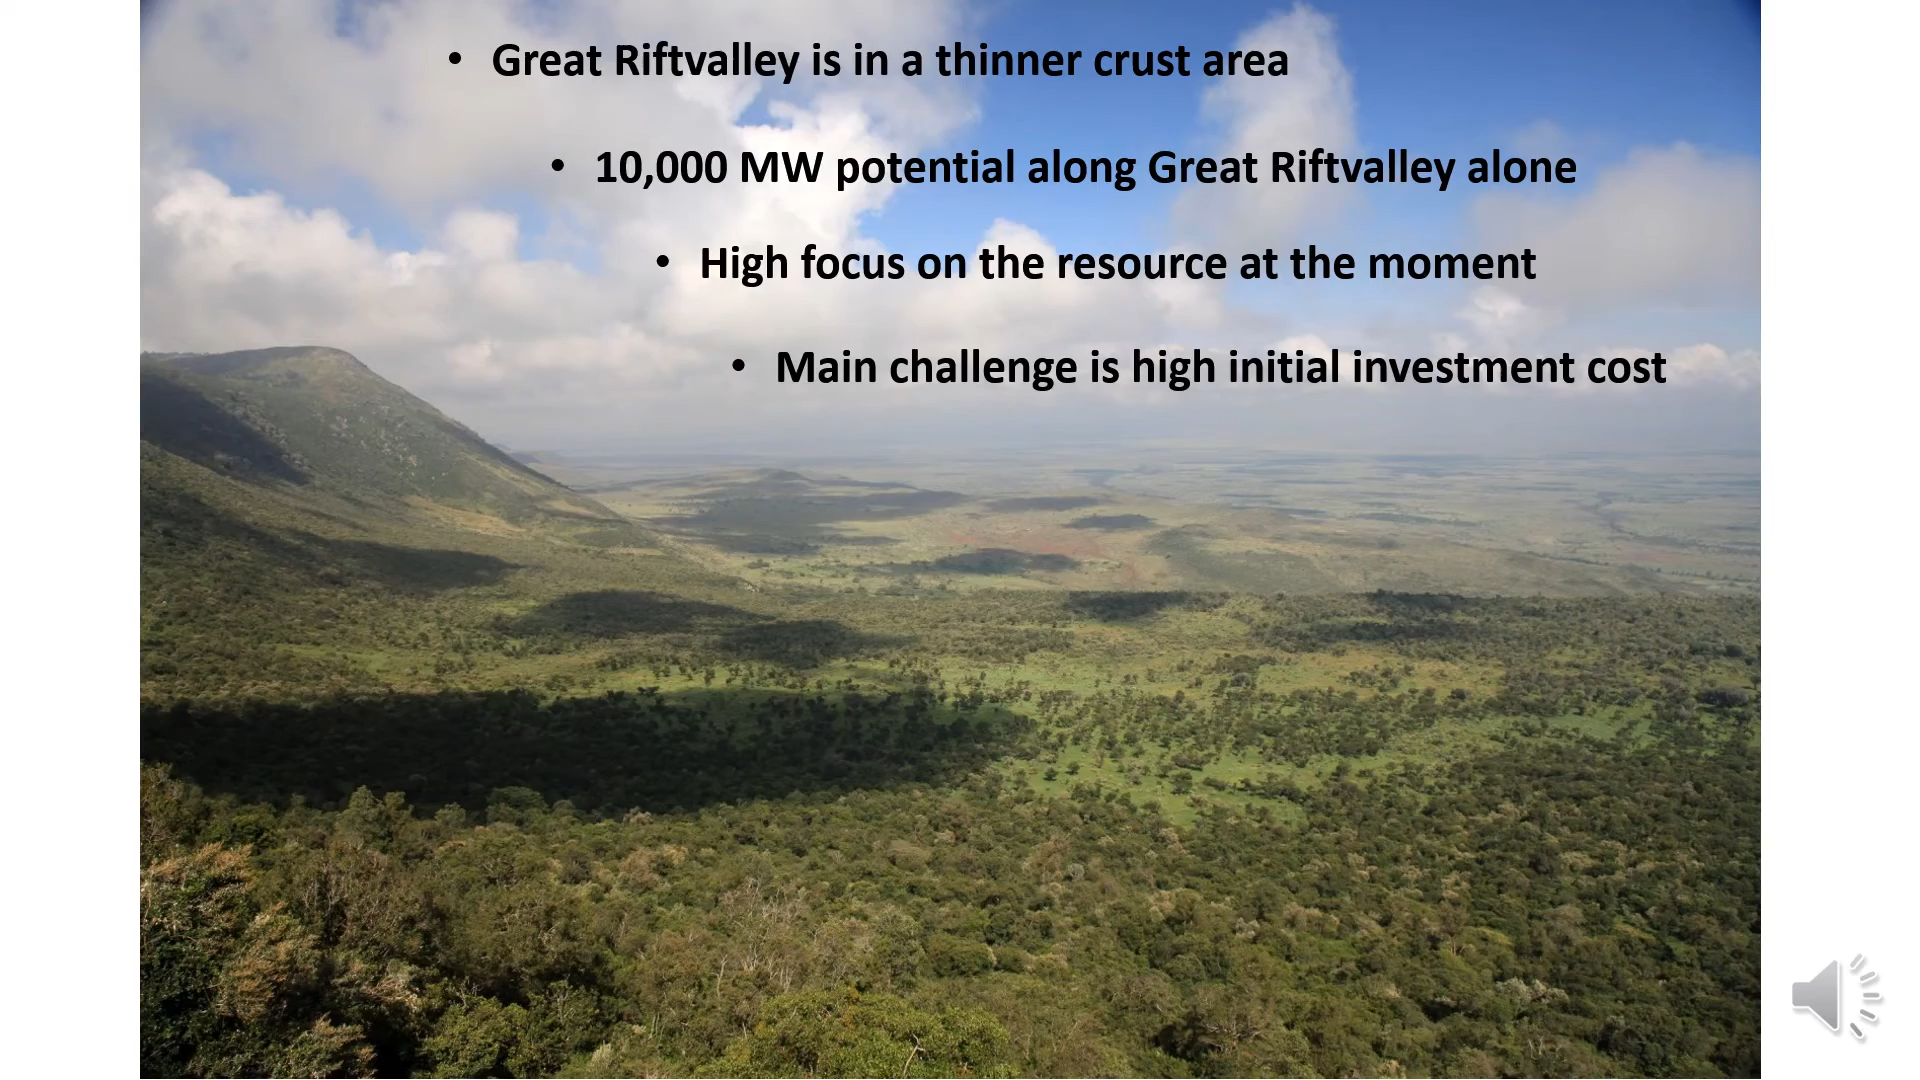 • Great Riftvalley is in a thinner crust area
• 10,000 MW potential along Great Riftvalley alone
• High focus on the resource at the moment
• Main challenge is high initial investment cost